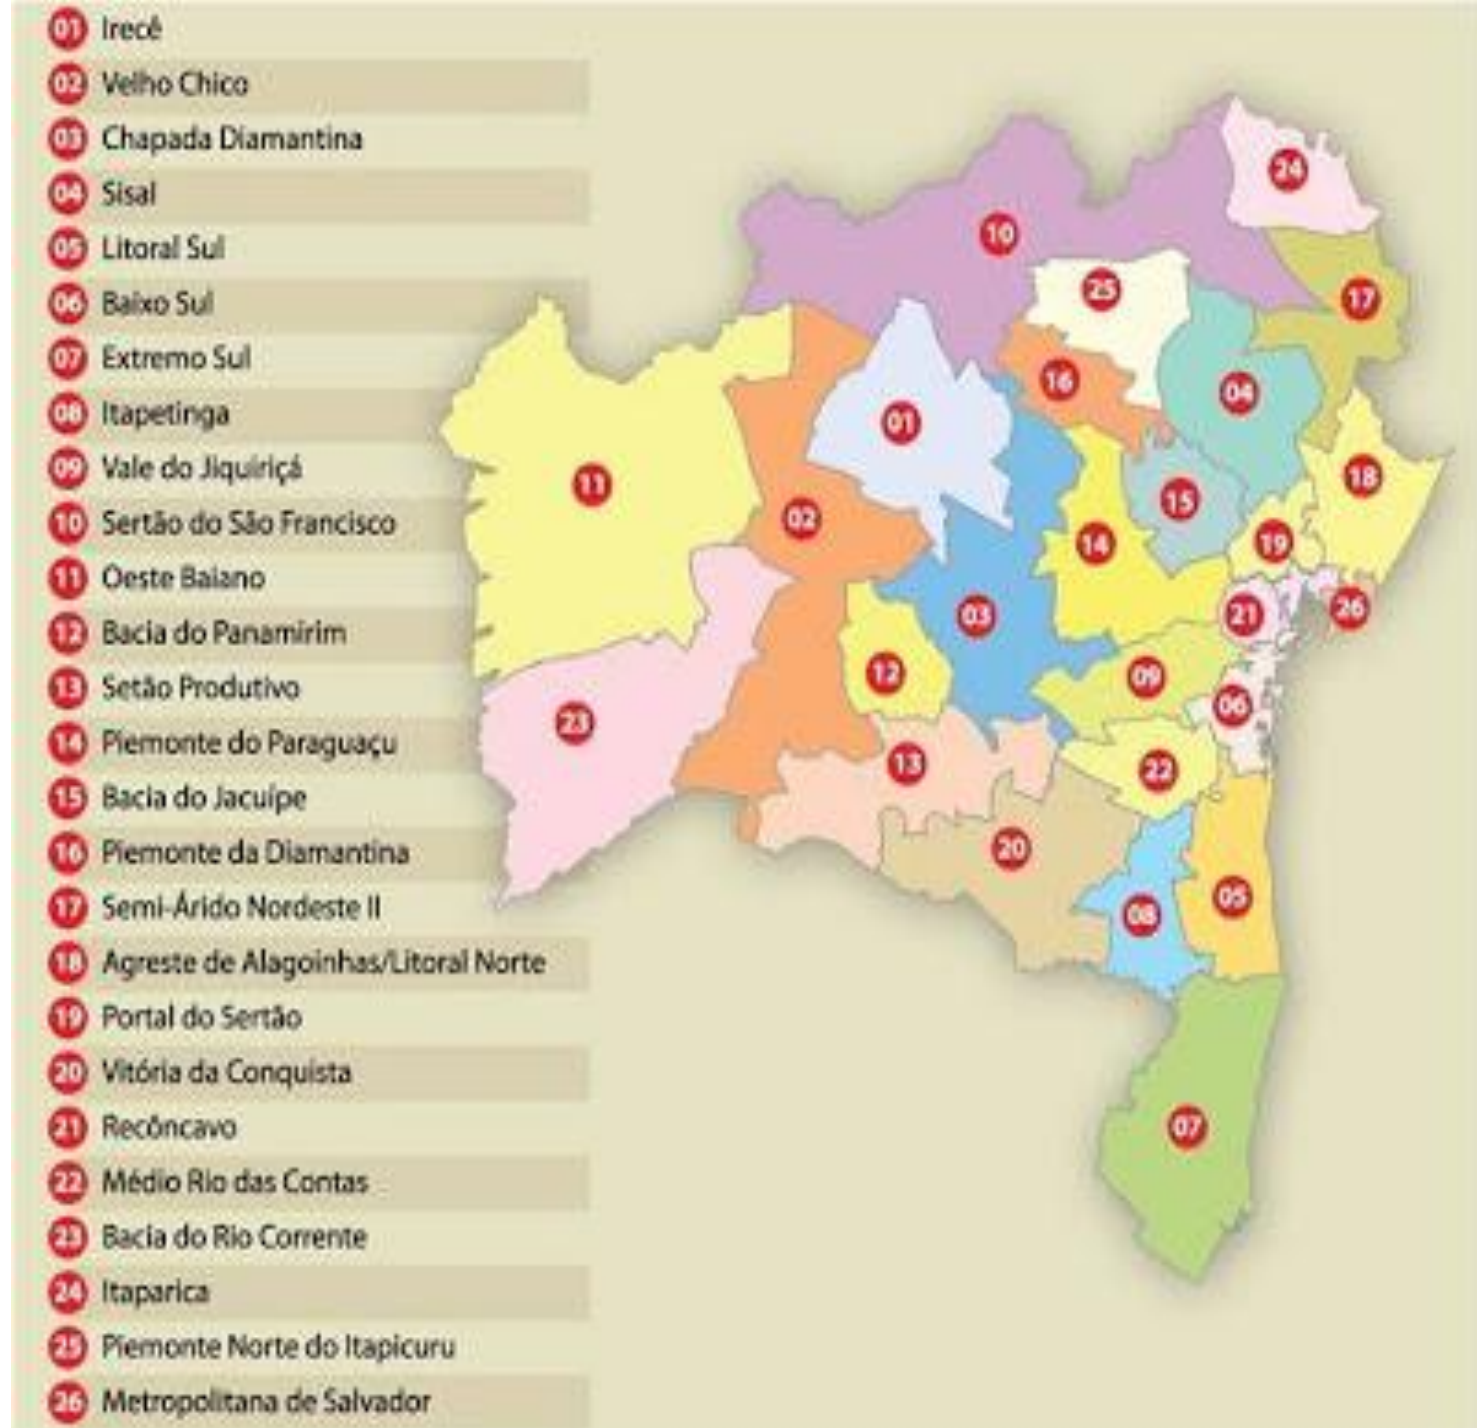 01 Irecê
02 Velho Chico
03 Chapada Diamantina
04 Sisal
05 Litoral Sul
06 Baixo Sul
07 Extremo Sul
08 Itapetinga
09 Vale do Jiquiriçá
10 Sertão do São Francisco
11 Oeste Baiano
12 Bacia do Panamirim
13 Setão Produtivo
14 Piemonte do Paraguaçu
15 Bacia do Jacuípe
16 Piemonte da Diamantina
17 Semi-Árido Nordeste II
18 Agreste de Alagoinhas/Litoral Norte
19 Portal do Sertão
20 Vitória da Conquista
21 Recôncavo
22 Médio Rio das Contas
23 Bacia do Rio Corrente
24 Itaparica
25 Piemonte Norte do Itapicuru
26 Metropolitana de Salvador
24
10
25
17
16
04
01
18
11
15
02
19
14
26
21
03
12
09
06
23
13
22
20
05
08
07